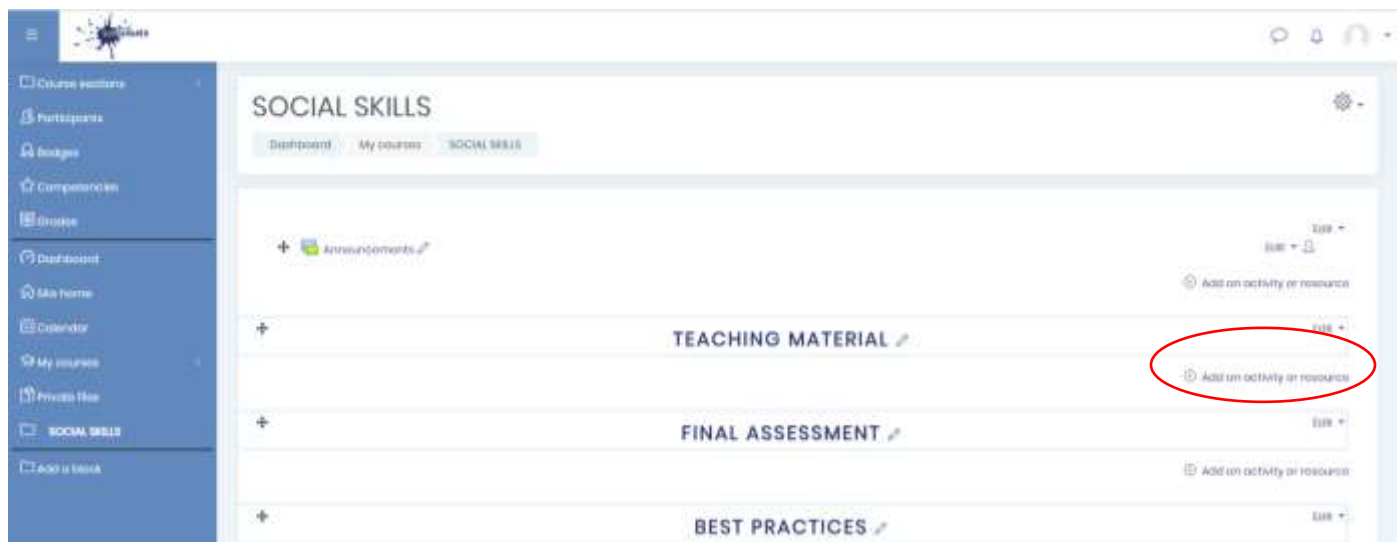 Course sections
Participants
Badges
Competencies
Grades
Dashboard
Site home
Calendar
My courses
Private files
SOCIAL SKILLS
Add a block
SOCIAL SKILLS
Dashboard My courses SOCIAL SKILLS
Edit
Announcements Edit
Add an activity or resource
TEACHING MATERIAL Edit
Add an activity or resource
FINAL ASSESSMENT Edit
Add an activity or resource
BEST PRACTICES Edit